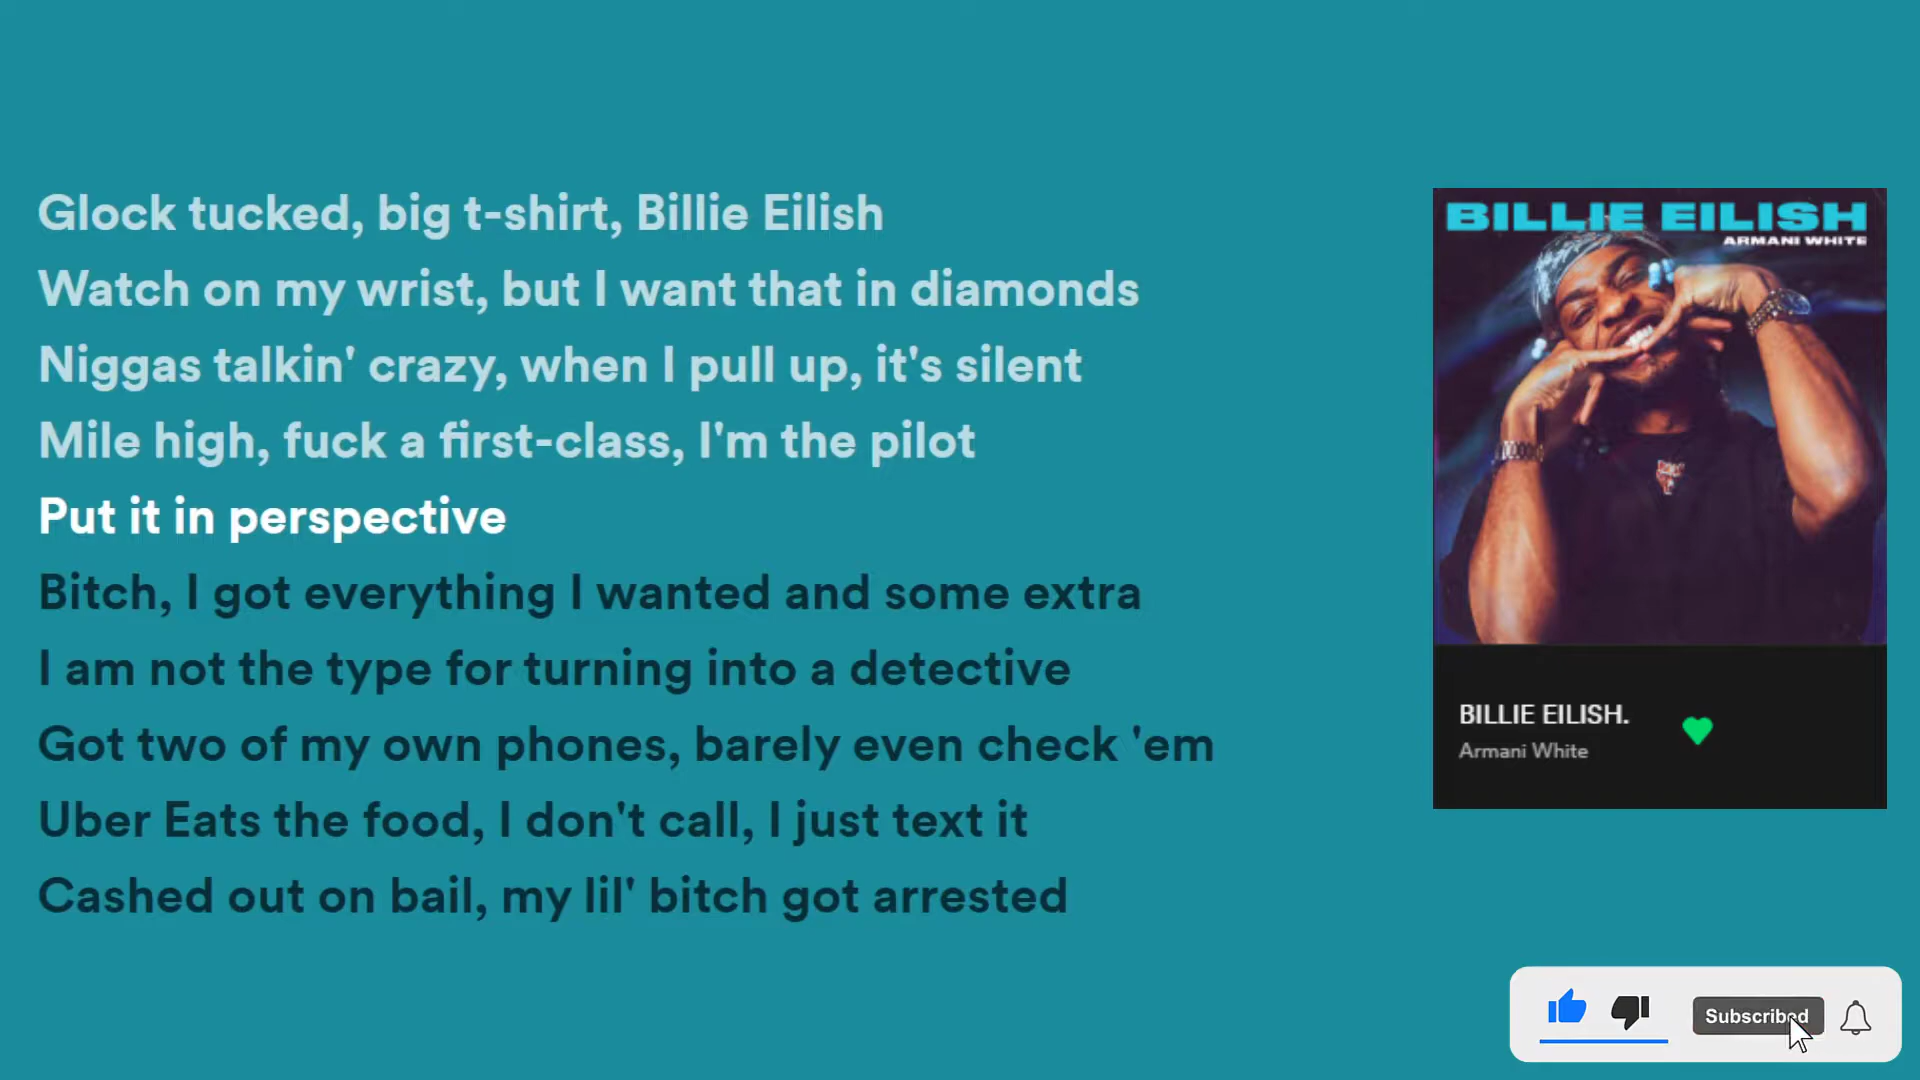 Glock tucked, big t-shirt, Billie Eilish
Watch on my wrist, but I want that in diamonds
Niggas talkin' crazy, when I pull up, it's silent
Mile high, fuck a first-class, I'm the pilot
Put it in perspective
Bitch, I got everything I wanted and some extra
I am not the type for turning into a detective
Got two of my own phones, barely even check 'em
Uber Eats the food, I don't call, I just text it
Cashed out on bail, my lil' bitch got arrested
BILLIE EILISH
ARMANI WHITE
BILLIE EILISH.
Armani White
Subscribed